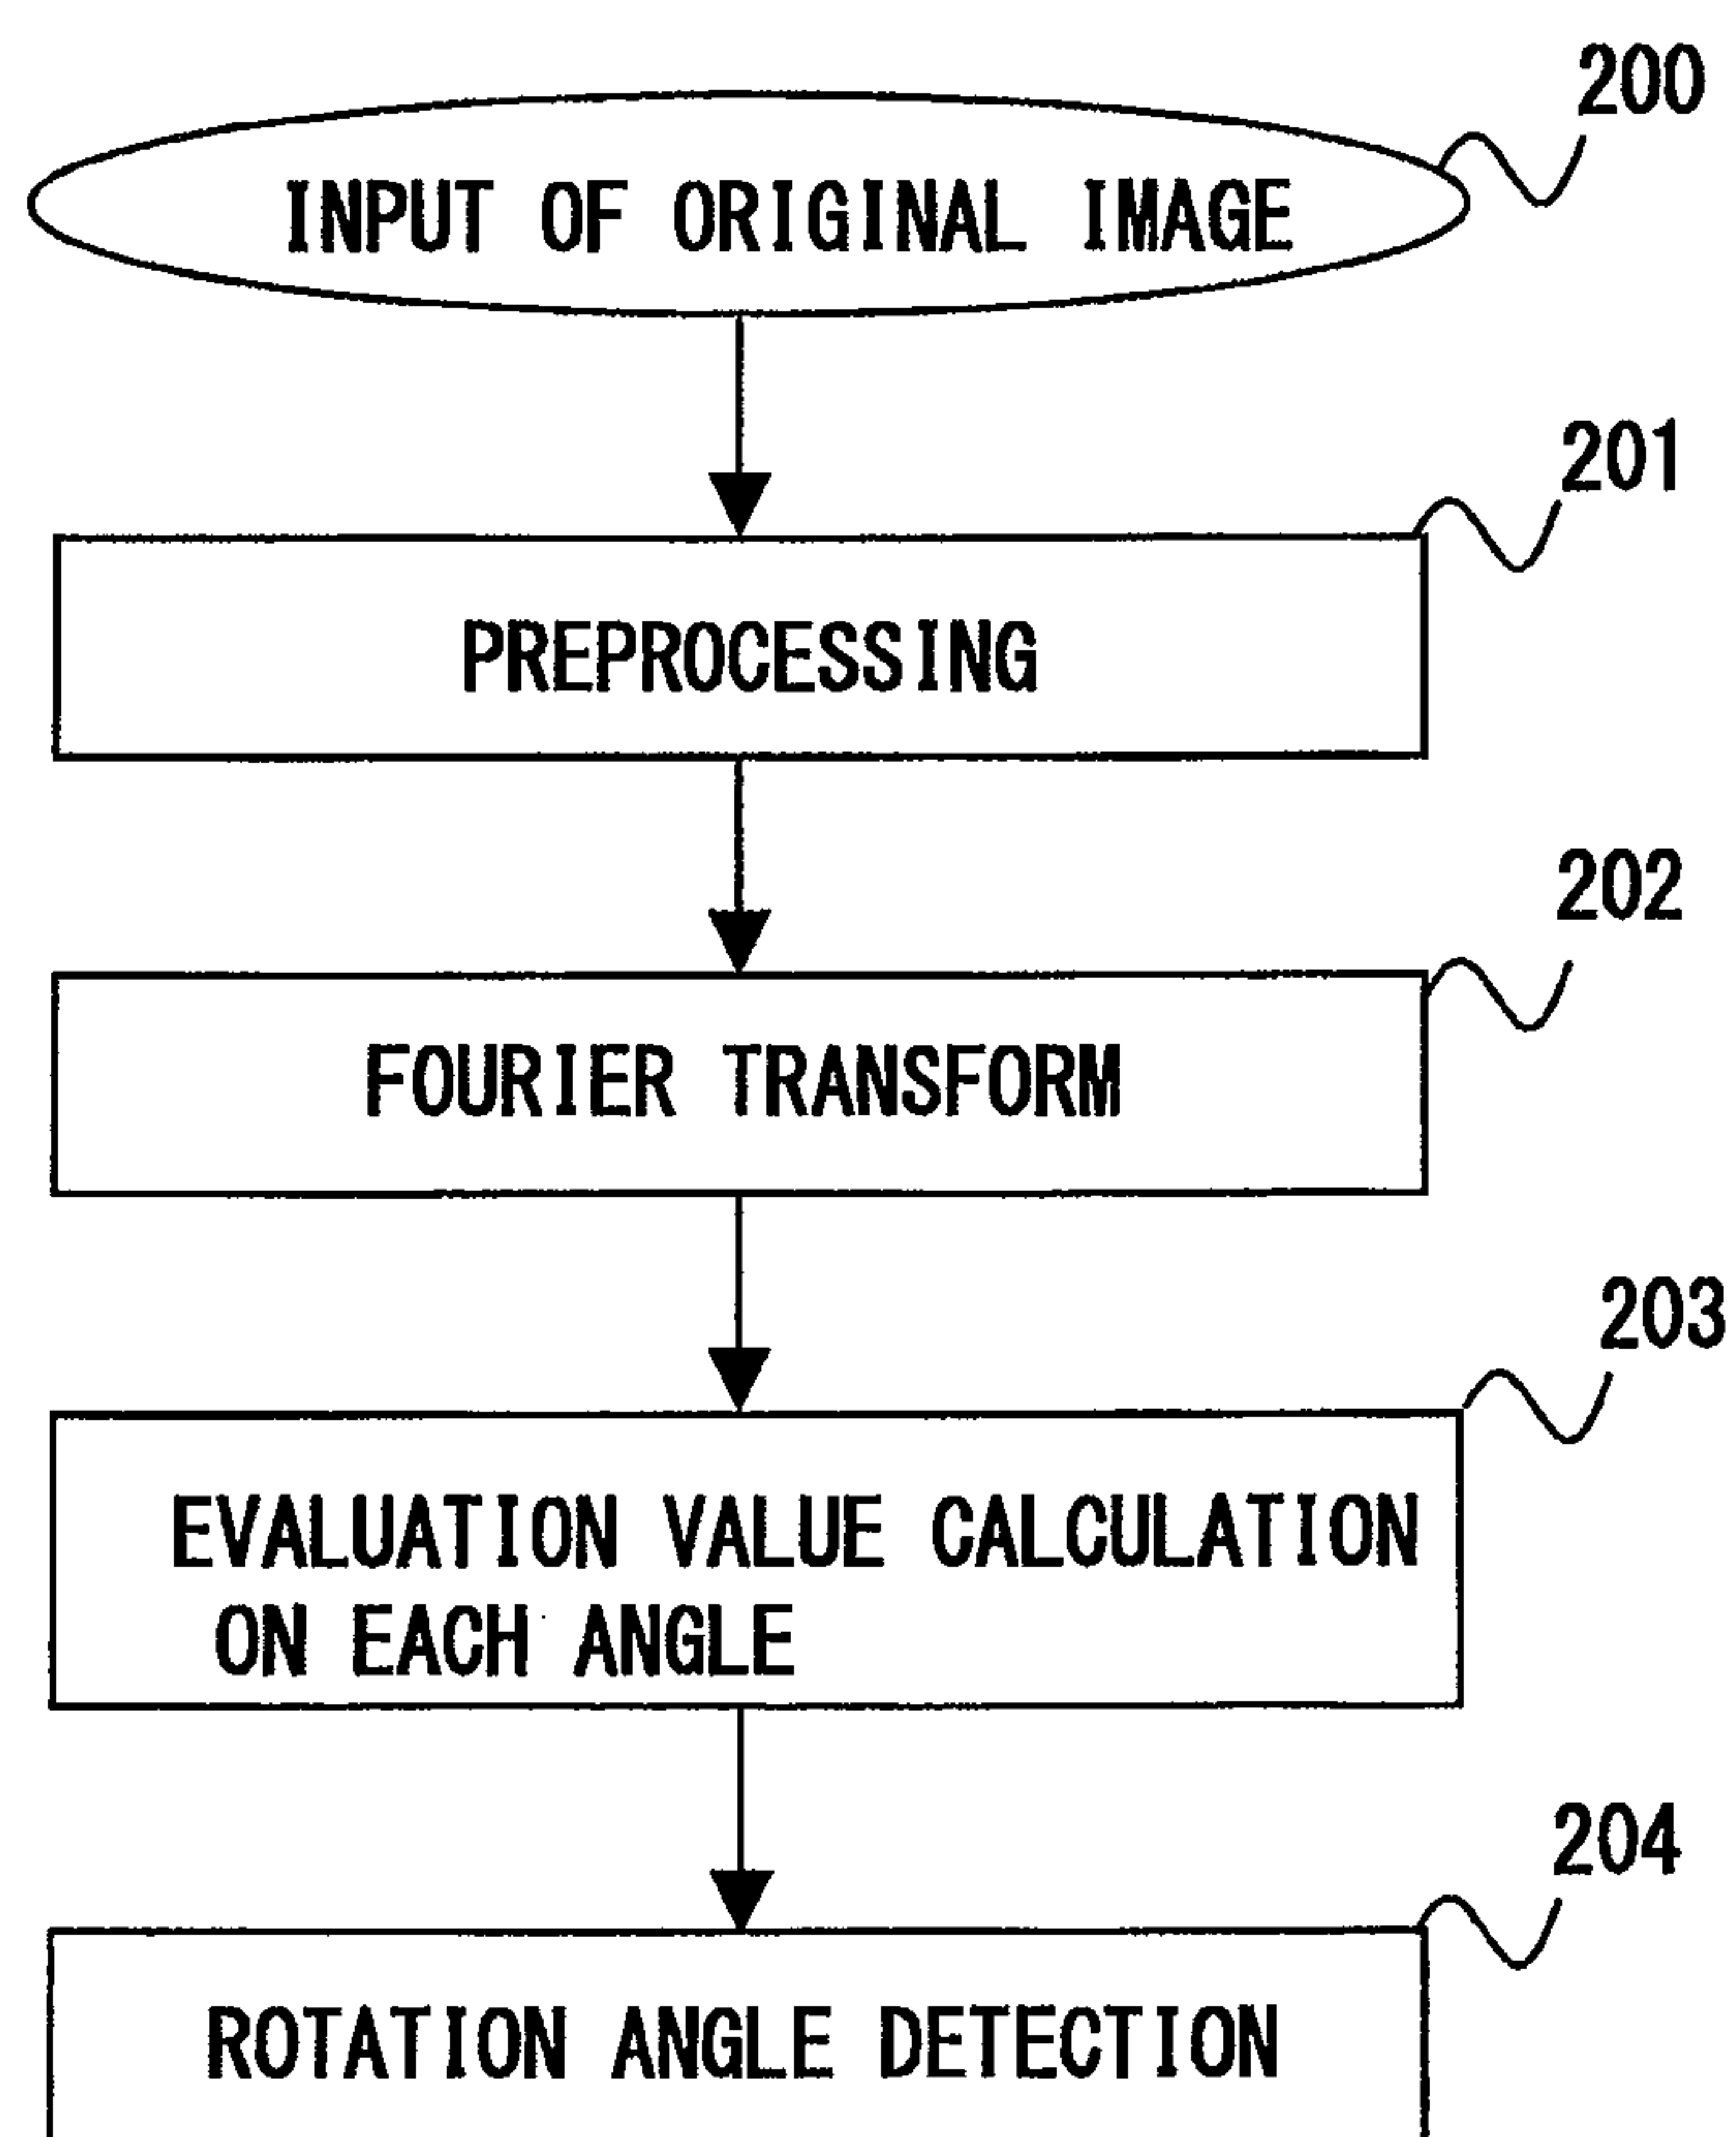 200
INPUT OF ORIGINAL IMAGE
201
PREPROCESSING
202
FOURIER TRANSFORM
203
EVALUATION VALUE CALCULATION
ON EACH ANGLE
204
ROTATION ANGLE DETECTION